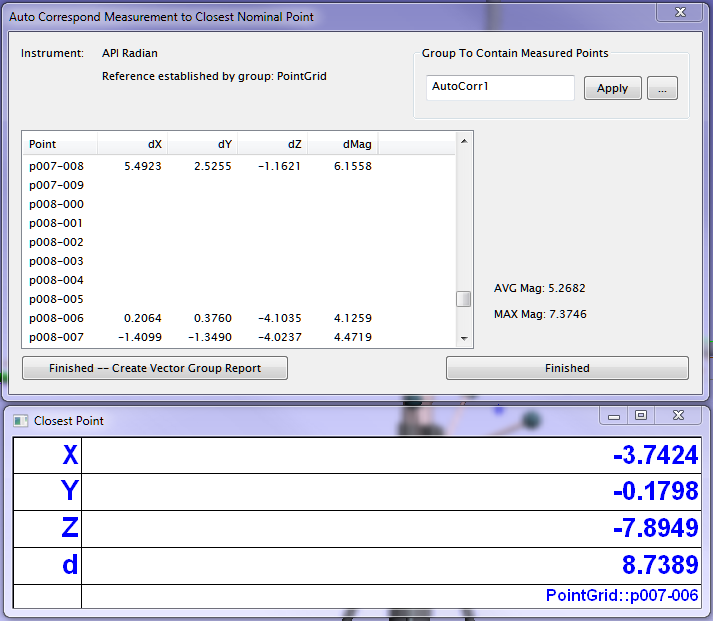 Auto Correspond Measurement to Closest Nominal Point
Instrument: API Radian
Reference established by group: PointGrid
Group To Contain Measured Points
AutoCorr1 Apply ...
Point dX dY dZ dMag
p007-008 5.4923 2.5255 -1.1621 6.1558
p007-009
p008-000
p008-001
p008-002
p008-003
p008-004
p008-005
p008-006 0.2064 0.3760 -4.1035 4.1259
p008-007 -1.4099 -1.3490 -4.0237 4.4719
AVG Mag: 5.2682
MAX Mag: 7.3746
Finished -- Create Vector Group Report Finished
Closest Point
X -3.7424
Y -0.1798
Z -7.8949
d 8.7389
PointGrid::p007-006